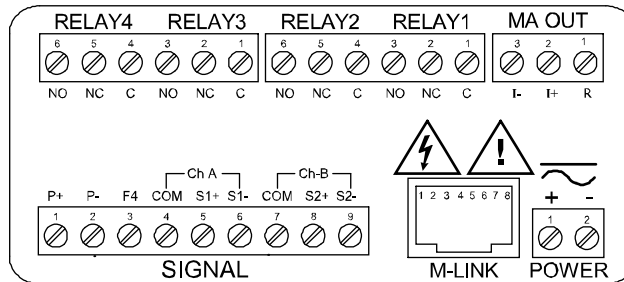 RELAY4 RELAY3 RELAY2 RELAY1 MA OUT
6 5 4 3 2 1 6 5 4 3 2 1 3 2 1
NO NC C NO NC C NO NC C NO NC C I- I+ R
Ch A Ch-B
P+ P- F4 COM S1+ S1- COM S2+ S2- + -
1 2 3 4 5 6 7 8 9 1 2 3 4 5 6 7 8 1 2
SIGNAL M-LINK POWER